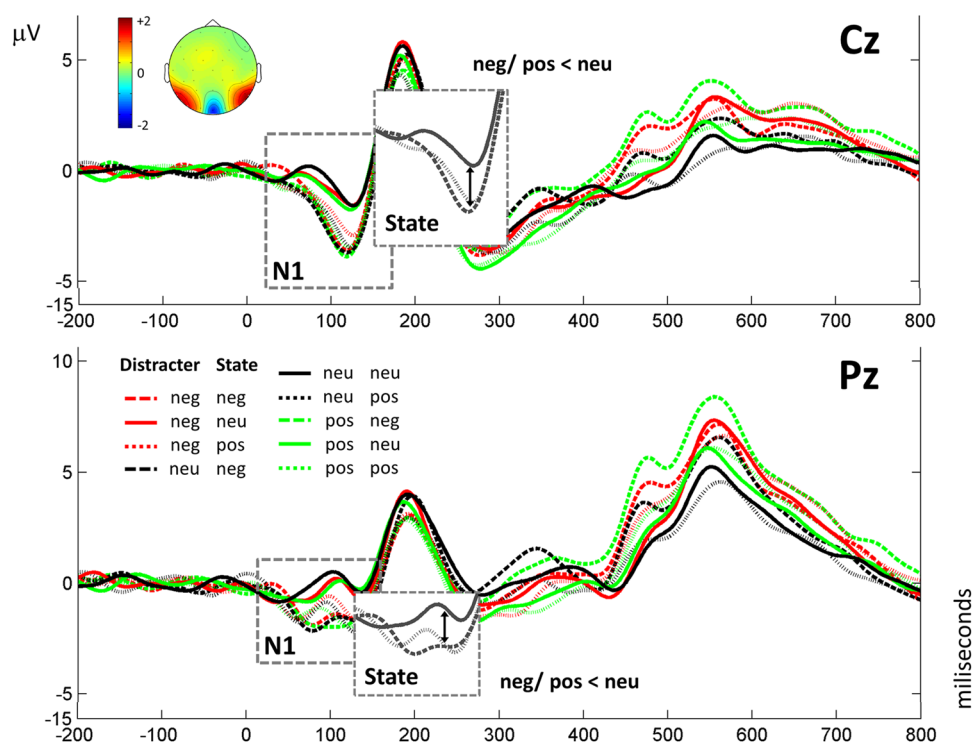 μV
+2
0
-2
Cz
neg/ pos < neu
5
0
-5
-15
State
N1
-200 -100 0 100 200 300 400 500 600 700 800
Pz
10
5
0
-5
-15
Distracter State
neg neg
neg neu
neg pos
neu neg
neu neu
neu pos
pos neg
pos neu
pos pos
N1
State
neg/ pos < neu
miliseconds
-200 -100 0 100 200 300 400 500 600 700 800